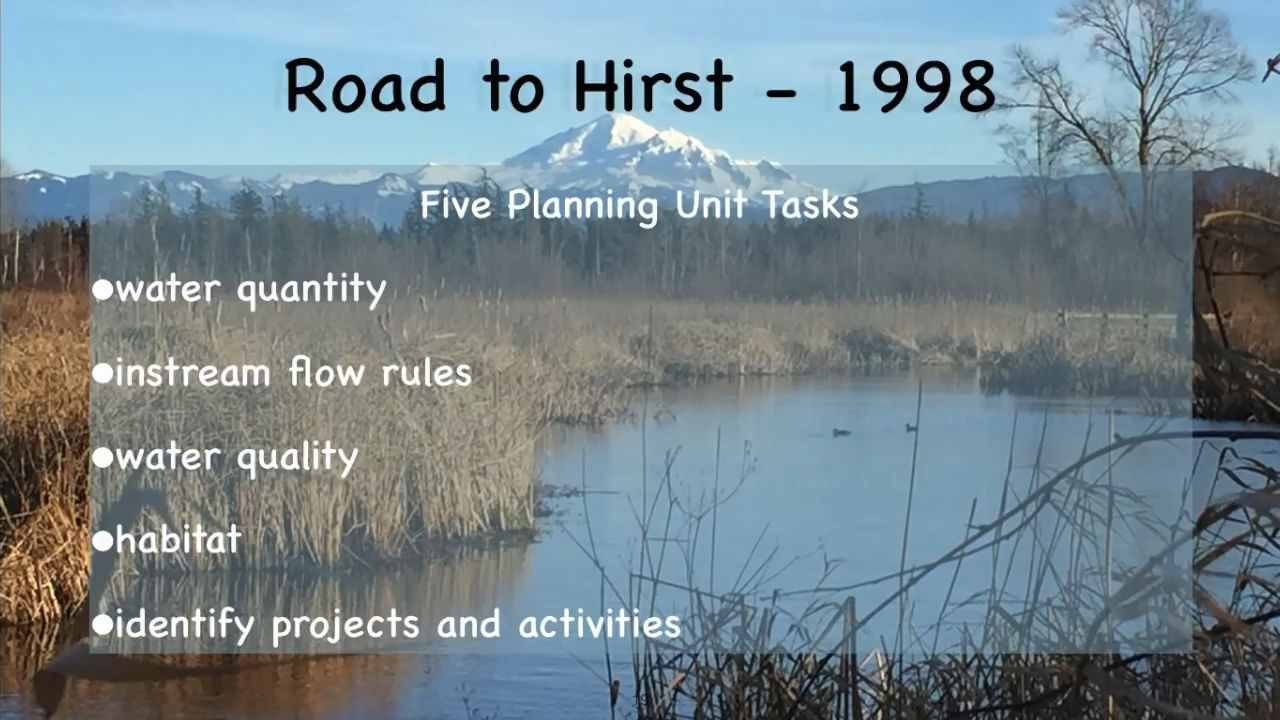 Road to Hirst – 1998
Five Planning Unit Tasks
●water quantity
●instream flow rules
●water quality
●habitat
●identify projects and activities